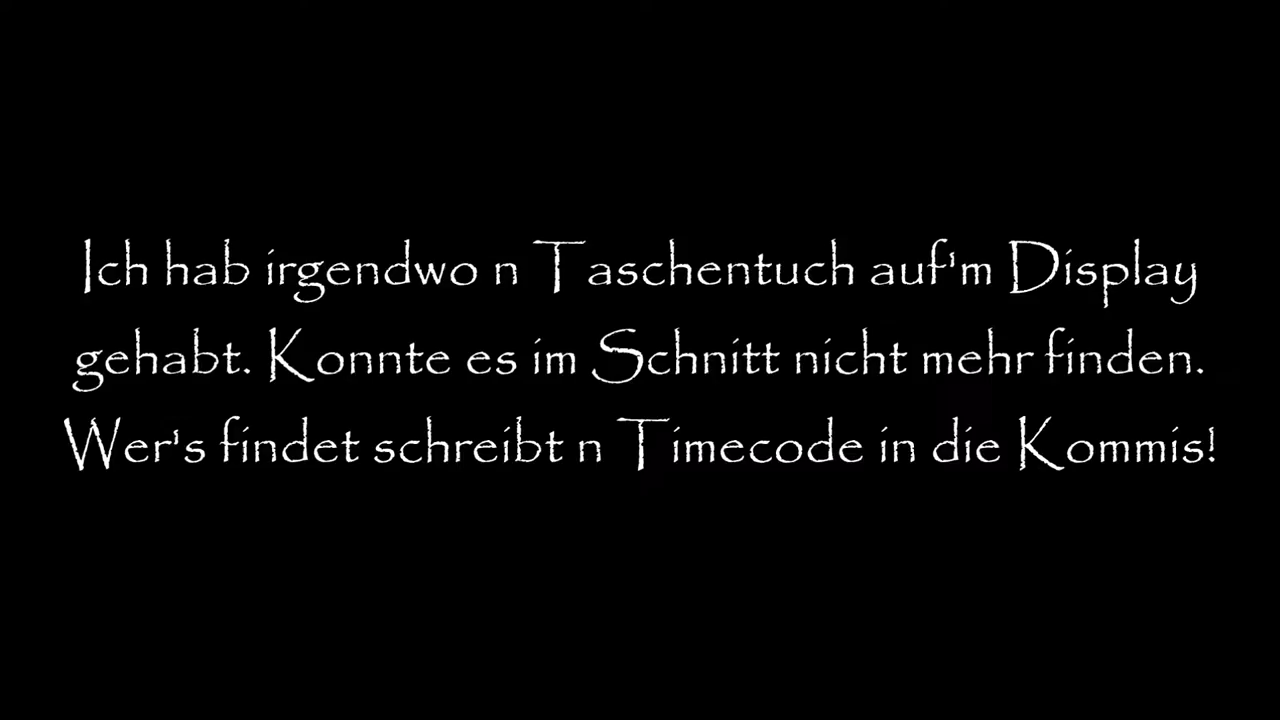 Ich hab irgendwo n Taschentuch auf'm Display
gehabt. Konnte es im Schnitt nicht mehr finden.
Wer's findet schreibt n Timecode in die Kommis!